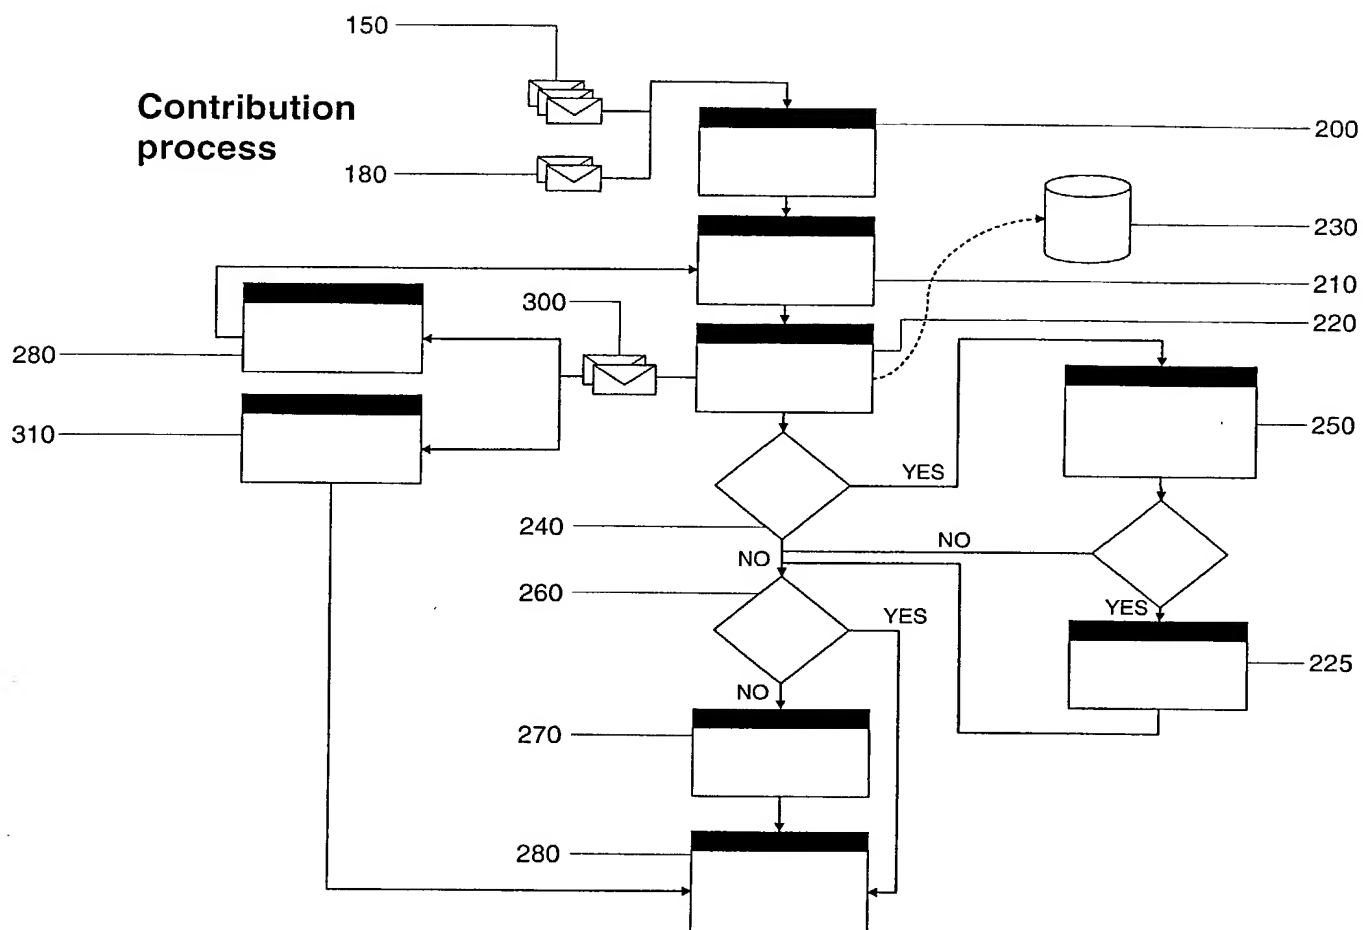 150
Contribution
process
200
180
230
210
300
220
280
250
310
YES
240
NO
NO
260
YES
YES
225
NO
270
280